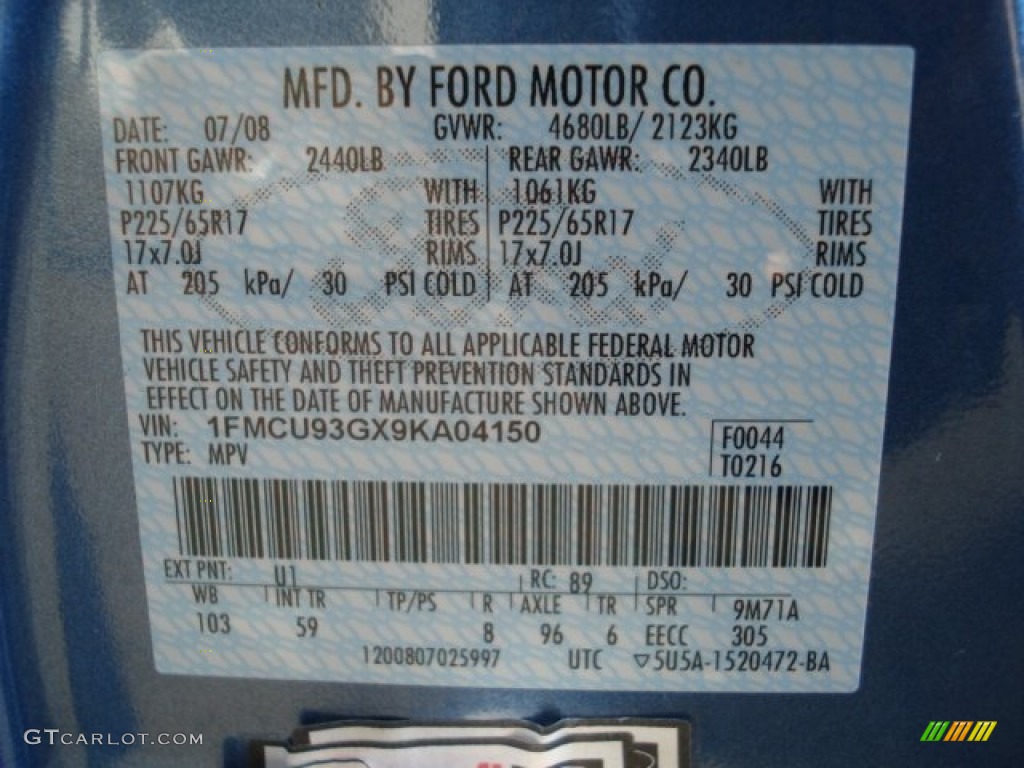 MFD. BY FORD MOTOR CO.
DATE: 07/08 GVWR: 4680LB/ 2123KG
FRONT GAWR: 2440LB REAR GAWR: 2340LB
1107KG WITH 1061KG WITH
P225/65R17 TIRES P225/65R17 TIRES
17x7.0J RIMS 17x7.0J RIMS
AT 205 kPa/ 30 PSI COLD AT 205 kPa/ 30 PSI COLD
THIS VEHICLE CONFORMS TO ALL APPLICABLE FEDERAL MOTOR
VEHICLE SAFETY AND THEFT PREVENTION STANDARDS IN
EFFECT ON THE DATE OF MANUFACTURE SHOWN ABOVE.
VIN: 1FMCU93GX9KA04150 F0044
TYPE: MPV T0216
EXT PNT: U1 RC: 89 DSO:
WB INT TR TP/PS R AXLE TR SPR 9M71A
103 59 8 96 6 EECC 305
1200807025997 UTC ▽5U5A-1520472-BA
GTCARLOT.COM